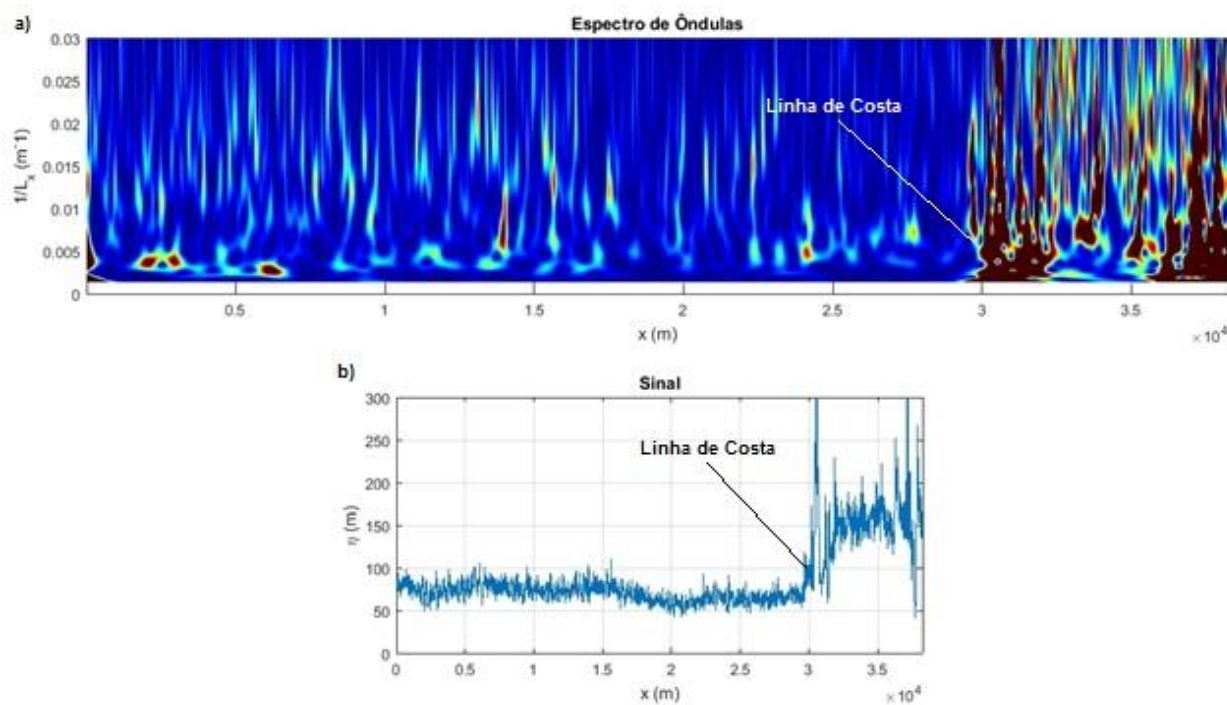 a)
Espectro de Ôndulas
0.03
0.025
0.02
0.015
0.01
0.005
0
1/L_x (m^-1)
Linha de Costa
0.5 1 1.5 2 2.5 3 3.5
x (m)
× 10^4
b)
Sinal
300
250
200
150
100
50
0
η (m)
Linha de Costa
0 0.5 1 1.5 2 2.5 3 3.5
x (m)
× 10^4